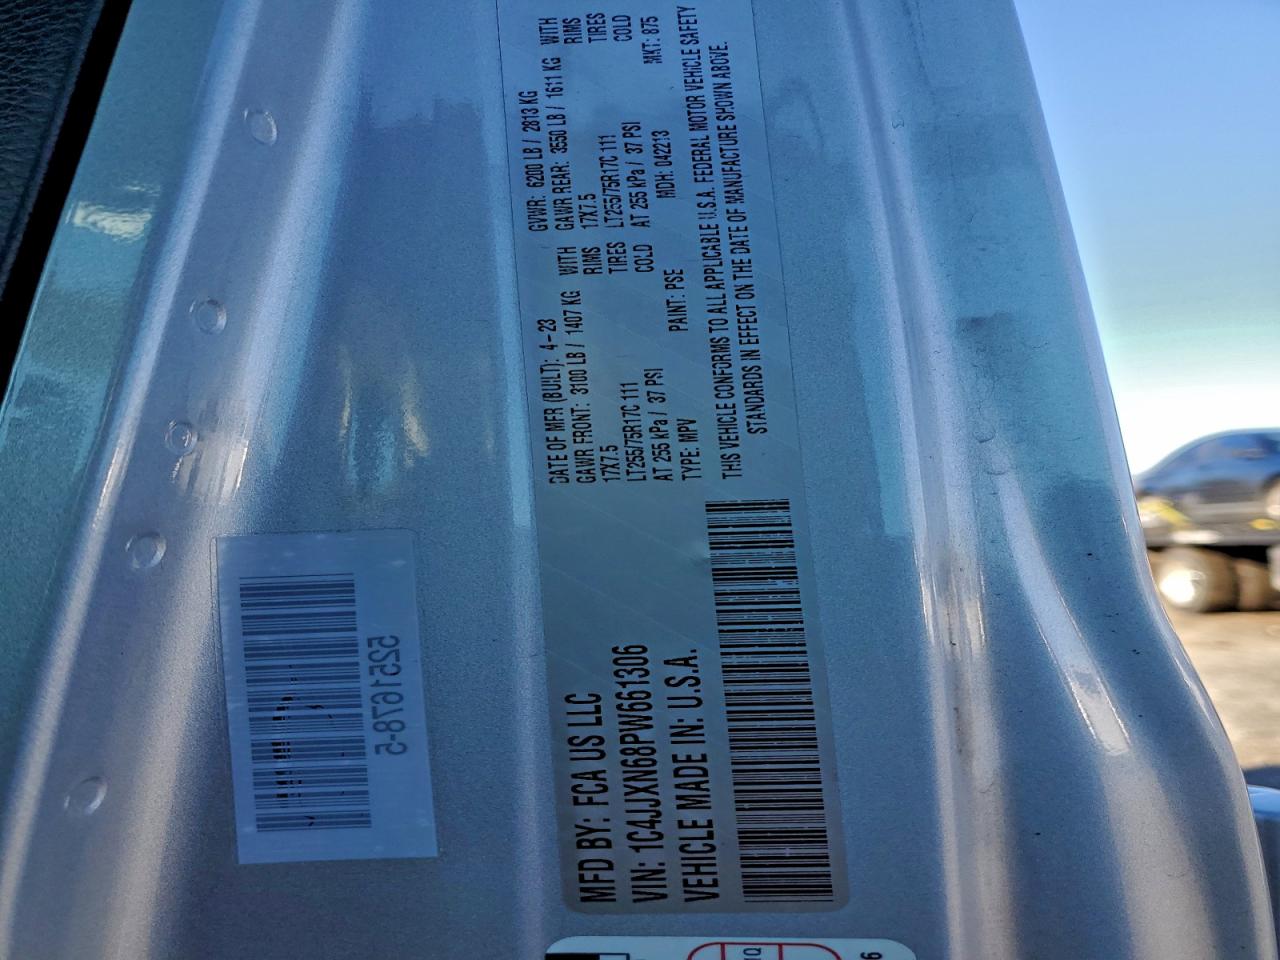 MFD BY: FCA US LLC
VIN: 1C4JJXN68PW661306
VEHICLE MADE IN: U.S.A.
DATE OF MFR (BUILT): 4-23
GVWR: 6200 LB / 2813 KG
GAWR FRONT: 3100 LB / 1407 KG WITH
GAWR REAR: 3550 LB / 1611 KG WITH
17X7.5 RIMS
17X7.5 RIMS
LT255/75R17C 111 TIRES
LT255/75R17C 111 TIRES
AT 255 kPa / 37 PSI COLD
AT 255 kPa / 37 PSI COLD
TYPE: MPV PAINT: PSE MDH: 042213 MKT: 875
THIS VEHICLE CONFORMS TO ALL APPLICABLE U.S.A. FEDERAL MOTOR VEHICLE SAFETY
STANDARDS IN EFFECT ON THE DATE OF MANUFACTURE SHOWN ABOVE.
5251678-5